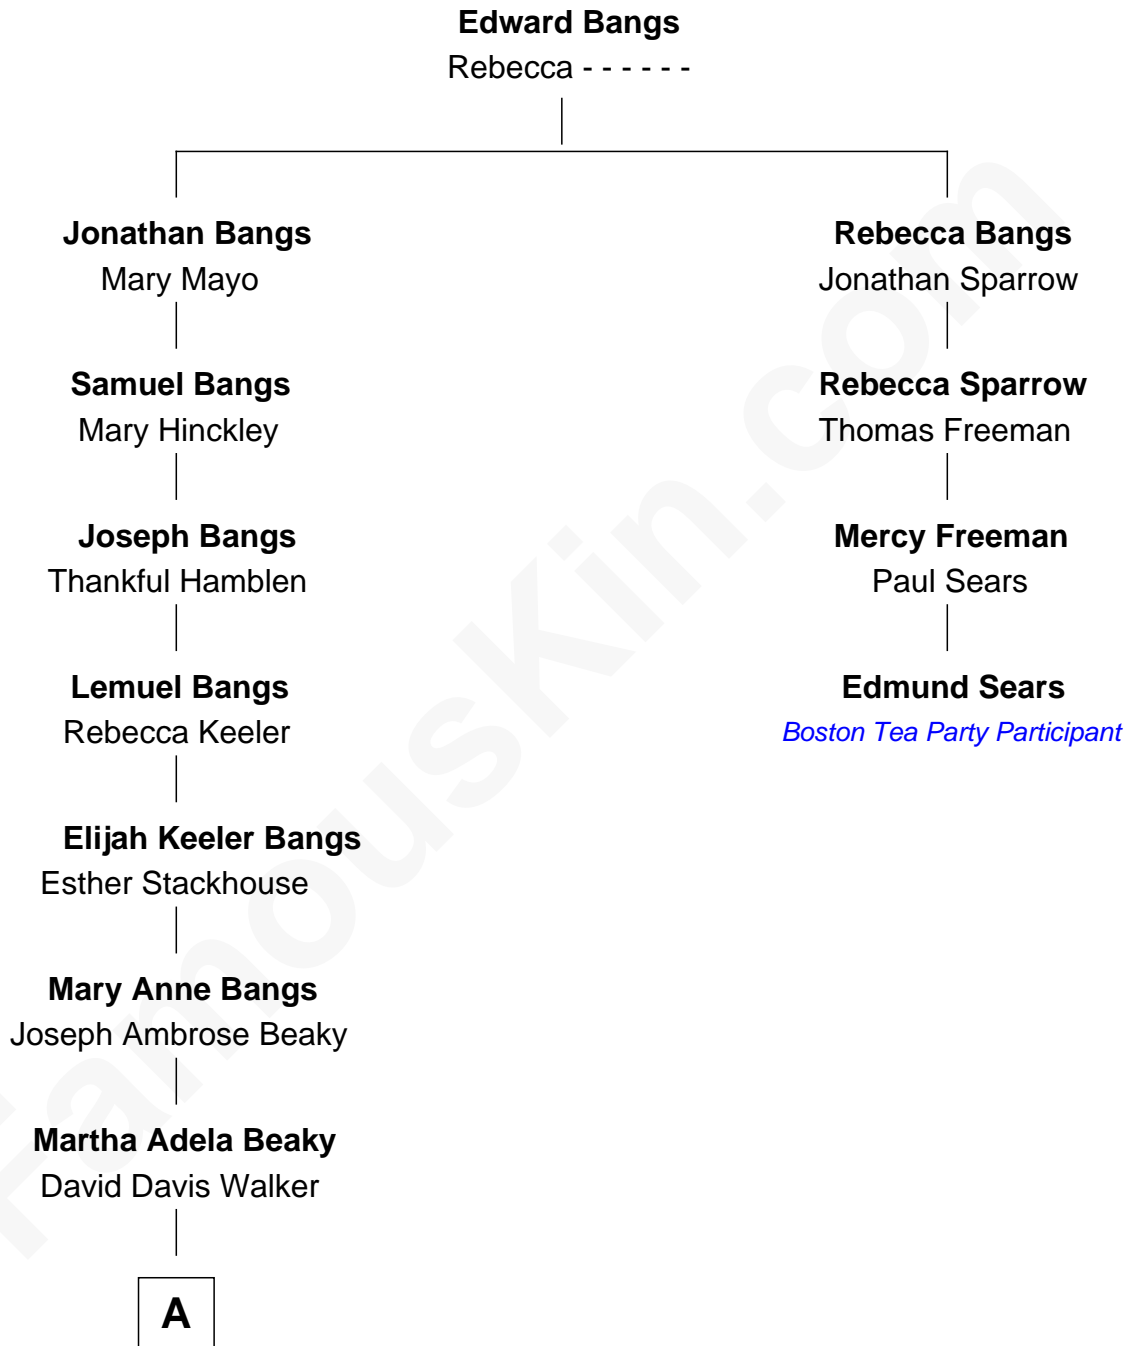 Edward Bangs
Rebecca - - - - - -
Jonathan Bangs
Mary Mayo
Rebecca Bangs
Jonathan Sparrow
Samuel Bangs
Mary Hinckley
Rebecca Sparrow
Thomas Freeman
Joseph Bangs
Thankful Hamblen
Mercy Freeman
Paul Sears
Lemuel Bangs
Rebecca Keeler
Edmund Sears
Boston Tea Party Participant
Elijah Keeler Bangs
Esther Stackhouse
Mary Anne Bangs
Joseph Ambrose Beaky
Martha Adela Beaky
David Davis Walker
A
FamousKin.com